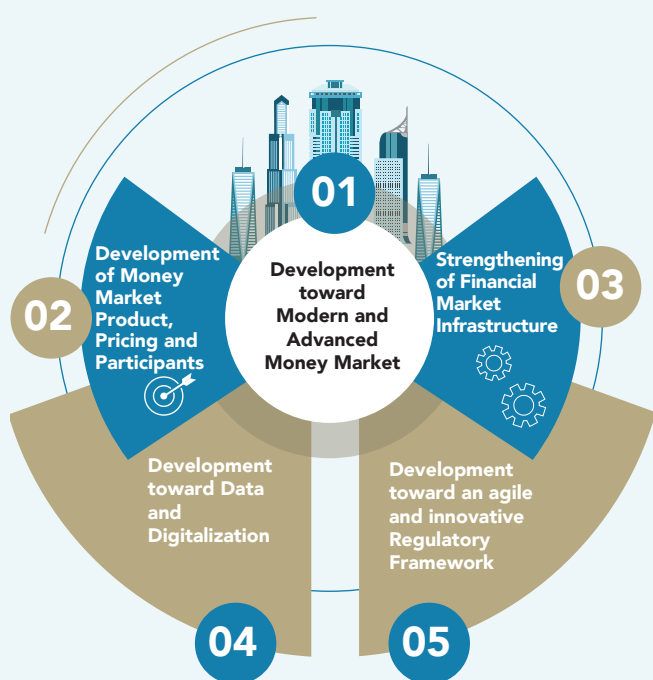 01
Development
toward
Modern and
Advanced
Money Market
02
Development
of Money
Market
Product,
Pricing and
Participants
03
Strengthening
of Financial
Market
Infrastructure
04
Development
toward Data
and
Digitalization
05
Development
toward an agile
and innovative
Regulatory
Framework